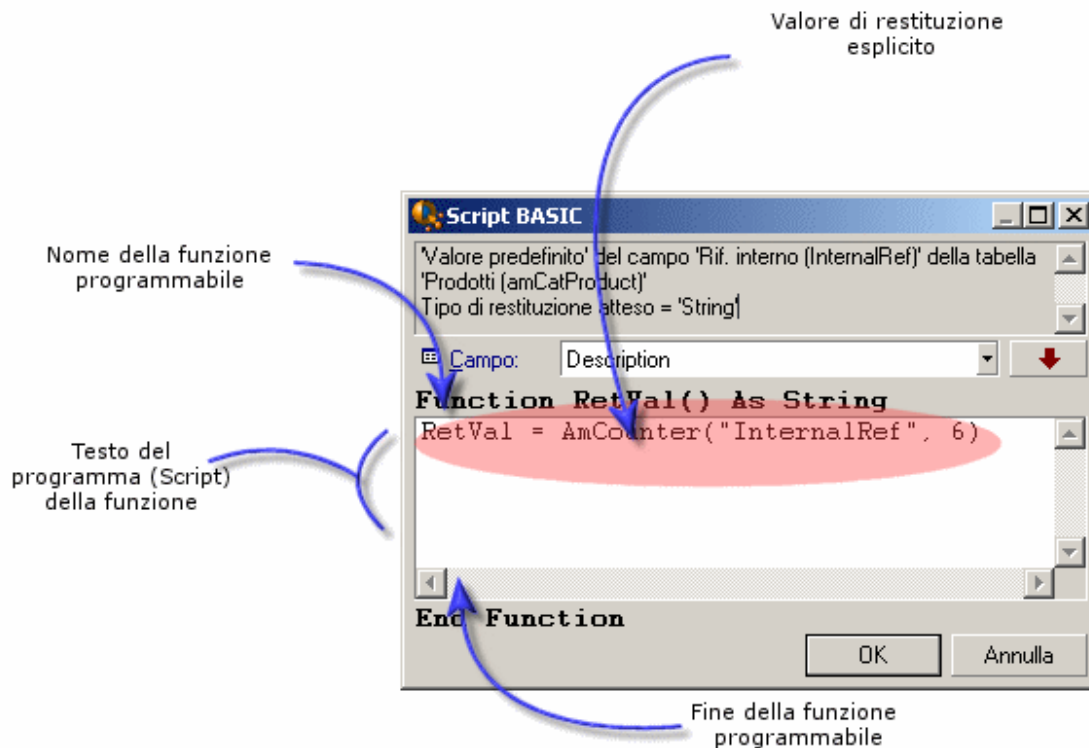 Valore di restituzione
esplicito
Script BASIC
'Valore predefinito' del campo 'Rif. interno (InternalRef)' della tabella
'Prodotti (amCatProduct)'
Tipo di restituzione atteso = 'String'
Nome della funzione
programmabile
Campo:
Description
Function RetVal() As String
RetVal = AmCounter("InternalRef", 6)
Testo del
programma (Script)
della funzione
End Function
OK
Annulla
Fine della funzione
programmabile